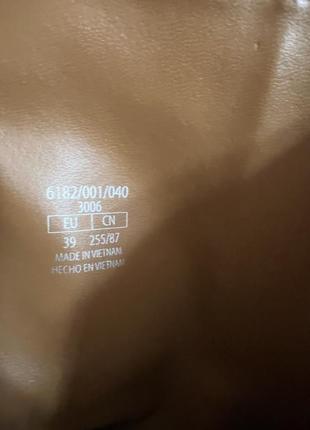 6182/001/040
3006
EU CN
39 255/87
MADE IN VIETNAM
HECHO EN VIETNAM